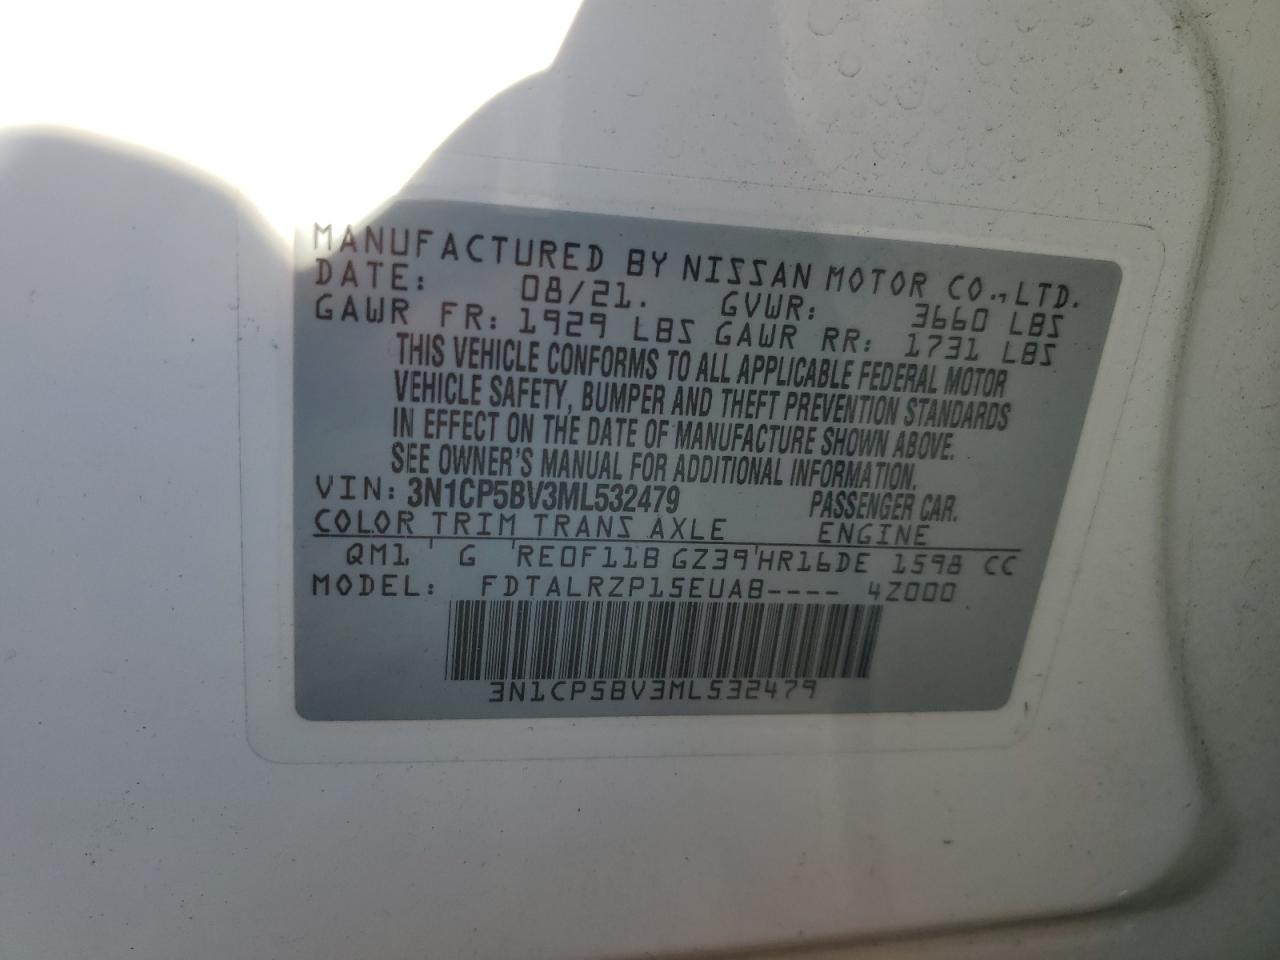 MANUFACTURED BY NISSAN MOTOR CO., LTD.
DATE: 08/21. GVWR: 3660 LBS
GAWR FR: 1929 LBS GAWR RR: 1731 LBS
THIS VEHICLE CONFORMS TO ALL APPLICABLE FEDERAL MOTOR
VEHICLE SAFETY, BUMPER AND THEFT PREVENTION STANDARDS
IN EFFECT ON THE DATE OF MANUFACTURE SHOWN ABOVE.
SEE OWNER'S MANUAL FOR ADDITIONAL INFORMATION.
VIN: 3N1CP5BV3ML532479 PASSENGER CAR.
COLOR TRIM TRANS AXLE ENGINE
QM1 ' G 'RE0F11B GZ39'HR16DE 1598 CC
MODEL: FDTALRZP15EUAB---- 4Z000
3N1CP5BV3ML532479